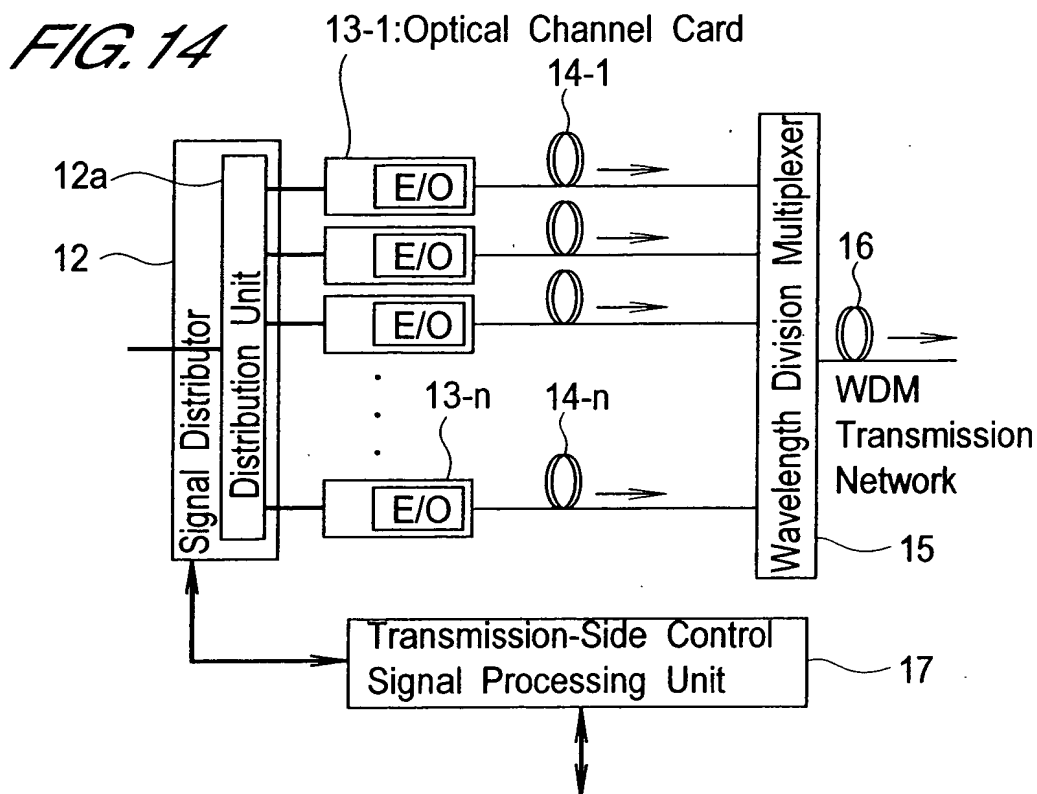 FIG. 14
13-1:Optical Channel Card
14-1
12a
12
Signal Distributor
Distribution Unit
E/O
E/O
E/O
13-n
14-n
E/O
Wavelength Division Multiplexer
16
WDM
Transmission
Network
15
Transmission-Side Control
Signal Processing Unit
17